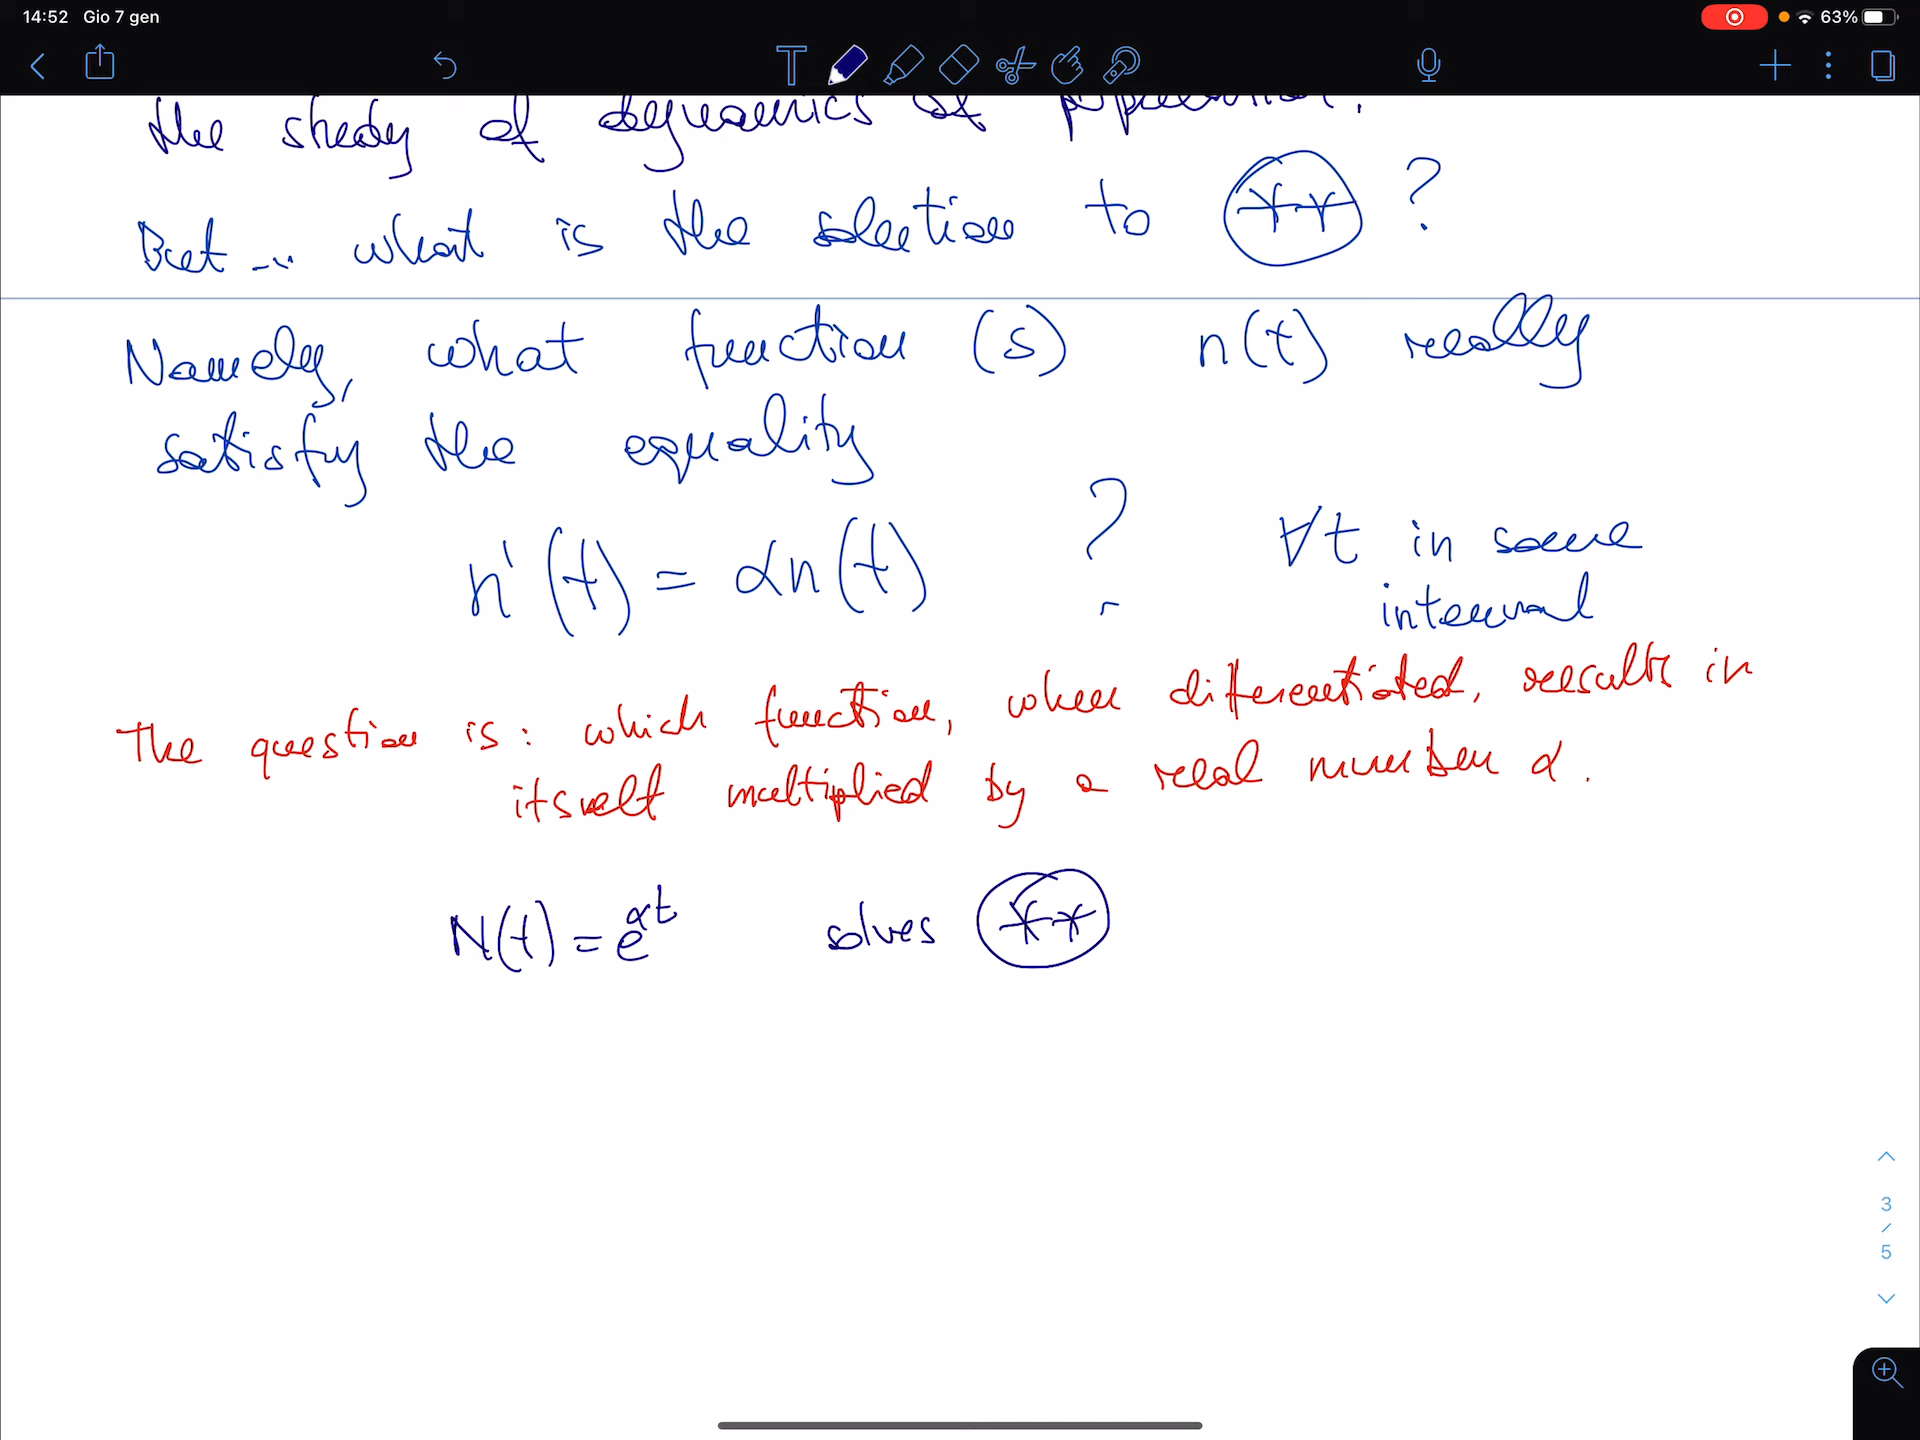 14:52 Gio 7 gen 63%
the study of dynamics of population.
But ... what is the solution to ** ?
Namely, what function (s) n(t) really
satisfy the equality
n'(t) = αn(t) ? ∀t in some
interval
The question is: which function, when differentiated, results in
itself multiplied by a real number α.
N(t) = e^{αt} solves **
3
/
5